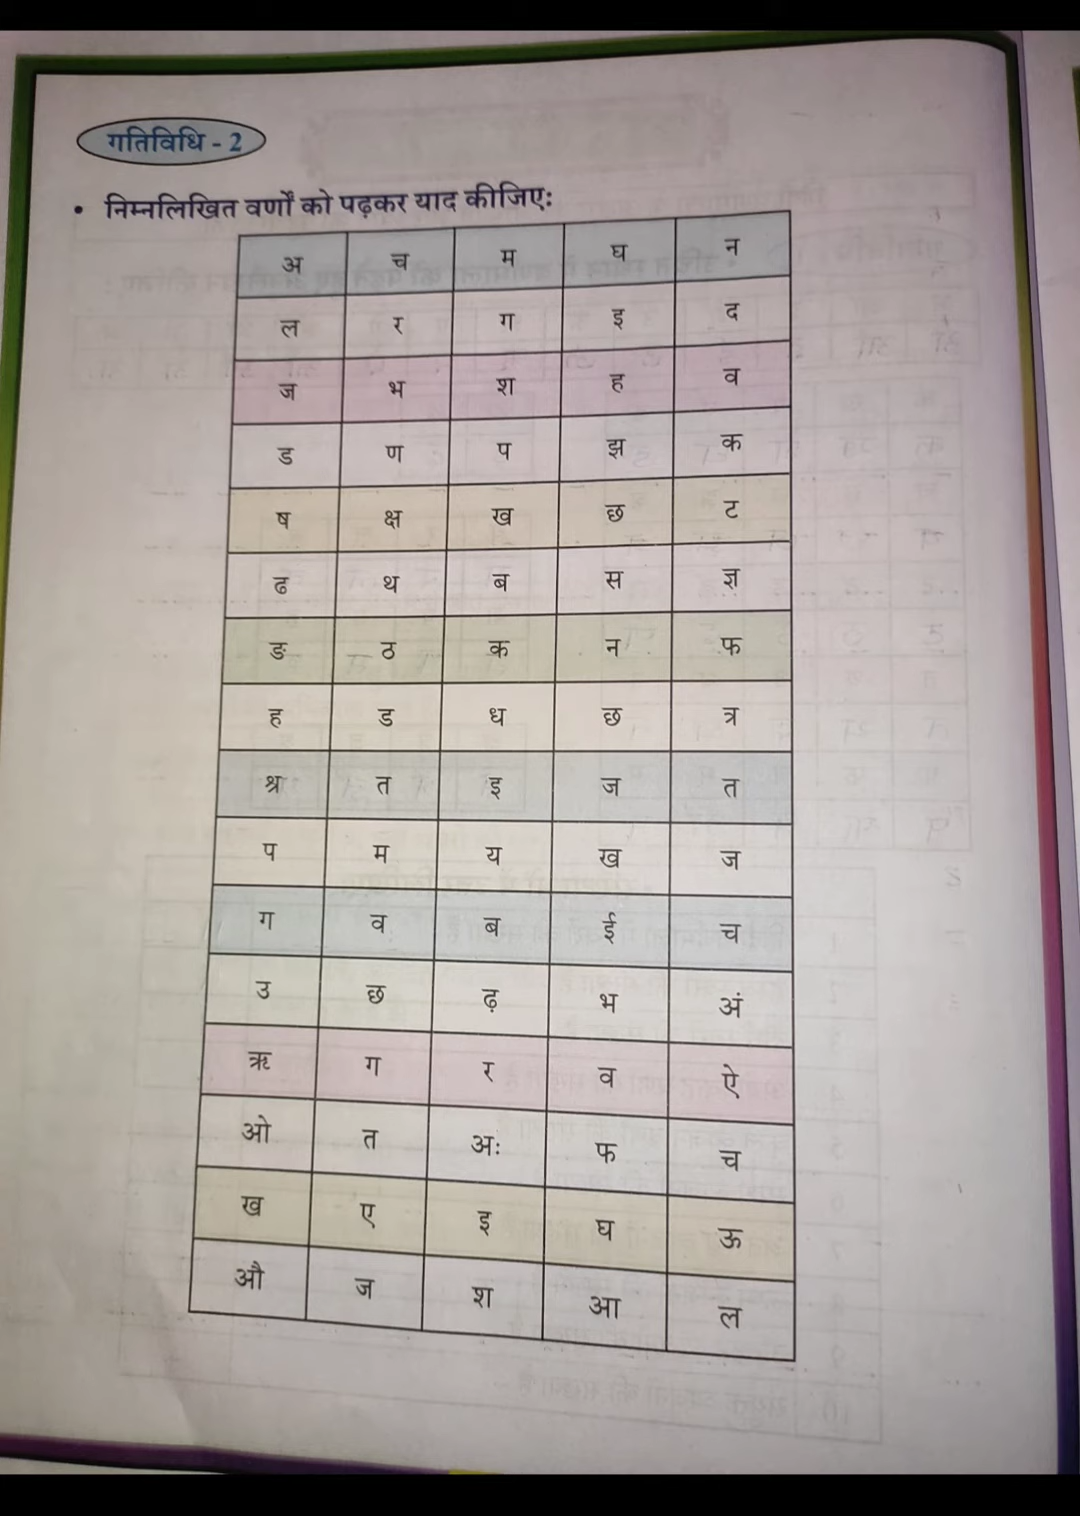 गतिविधि - 2
• निम्नलिखित वर्णों को पढ़कर याद कीजिएः
अ च म घ न
ल र ग इ द
ज भ श ह व
ड ण प झ क
ष क्ष ख छ ट
ढ थ ब स ज्ञ
ङ ठ क न फ
ह ड ध छ त्र
श्र त इ ज त
प म य ख ज
ग व ब ई च
उ छ ढ़ भ अं
ऋ ग र व ऐ
ओ त अः फ च
ख ए इ घ ऊ
औ ज श आ ल